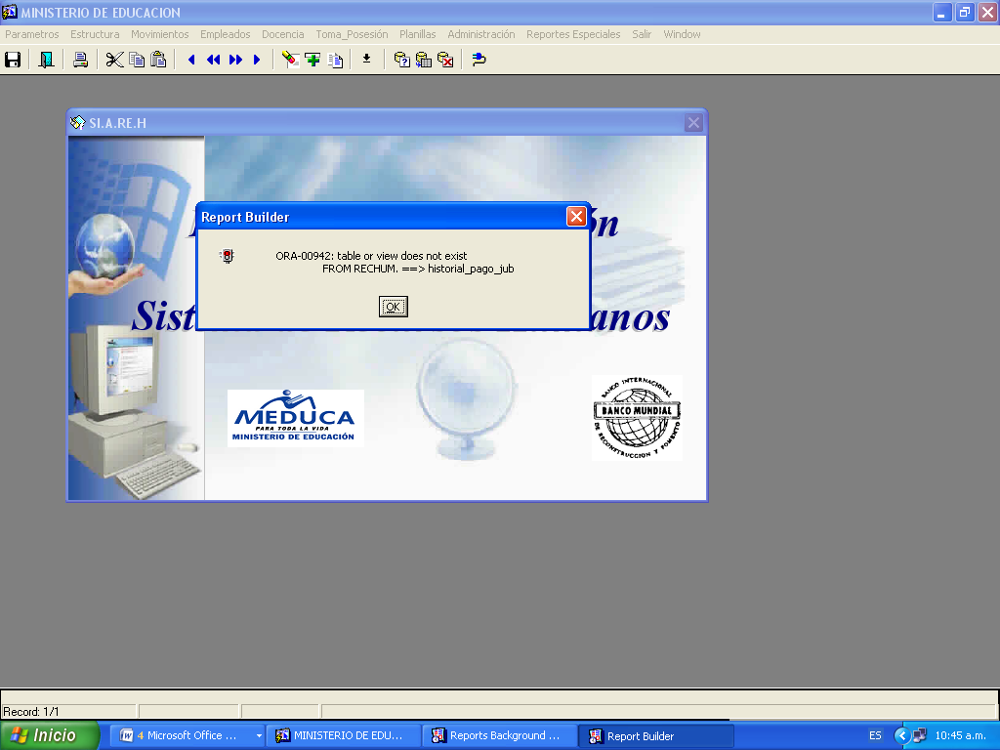 MINISTERIO DE EDUCACION
Parametros Estructura Movimientos Empleados Docencia Toma_Posesión Planillas Administración Reportes Especiales Salir Window
SI.A.RE.H
ón
Report Builder
ORA-00942: table or view does not exist
FROM RECHUM. ==> historial_pago_jub
OK
Sist
anos
MEDUCA
PARA TODA LA VIDA
MINISTERIO DE EDUCACIÓN
BANCO INTERNACIONAL
BANCO MUNDIAL
DE RECONSTRUCCION Y FOMENTO
Record: 1/1
Inicio
4 Microsoft Office ...
MINISTERIO DE EDU...
Reports Background ...
Report Builder
ES
10:45 a.m.